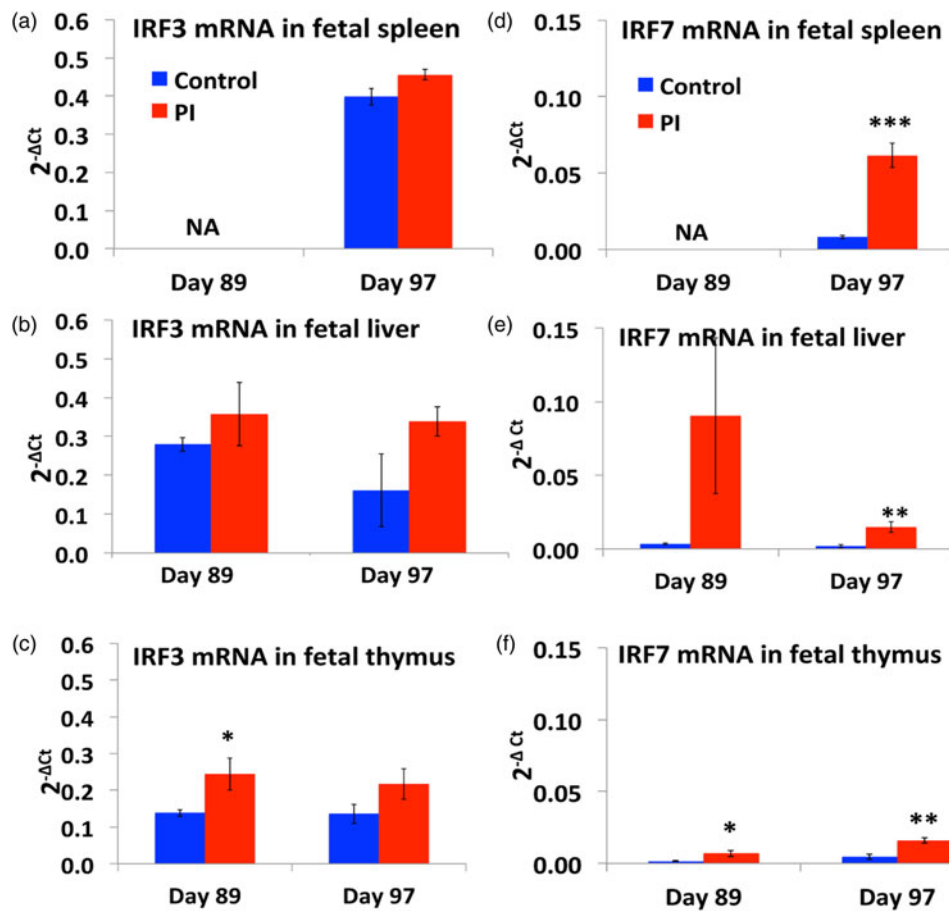 (a)
IRF3 mRNA in fetal spleen
0.6
0.5
0.4
0.3
0.2
0.1
0.0
2^-ΔCt
Control
PI
NA
Day 89 Day 97
(d)
IRF7 mRNA in fetal spleen
0.15
0.10
0.05
0.00
2^-ΔCt
Control
PI
***
NA
Day 89 Day 97
(b)
IRF3 mRNA in fetal liver
0.6
0.5
0.4
0.3
0.2
0.1
0.0
2^-ΔCt
Day 89 Day 97
(e)
IRF7 mRNA in fetal liver
0.15
0.10
0.05
0.00
2^-Δ Ct
**
Day 89 Day 97
(c)
IRF3 mRNA in fetal thymus
0.6
0.5
0.4
0.3
0.2
0.1
0.0
2^-ΔCt
*
Day 89 Day 97
(f)
IRF7 mRNA in fetal thymus
0.15
0.10
0.05
0.00
2^-Δ Ct
*
**
Day 89 Day 97